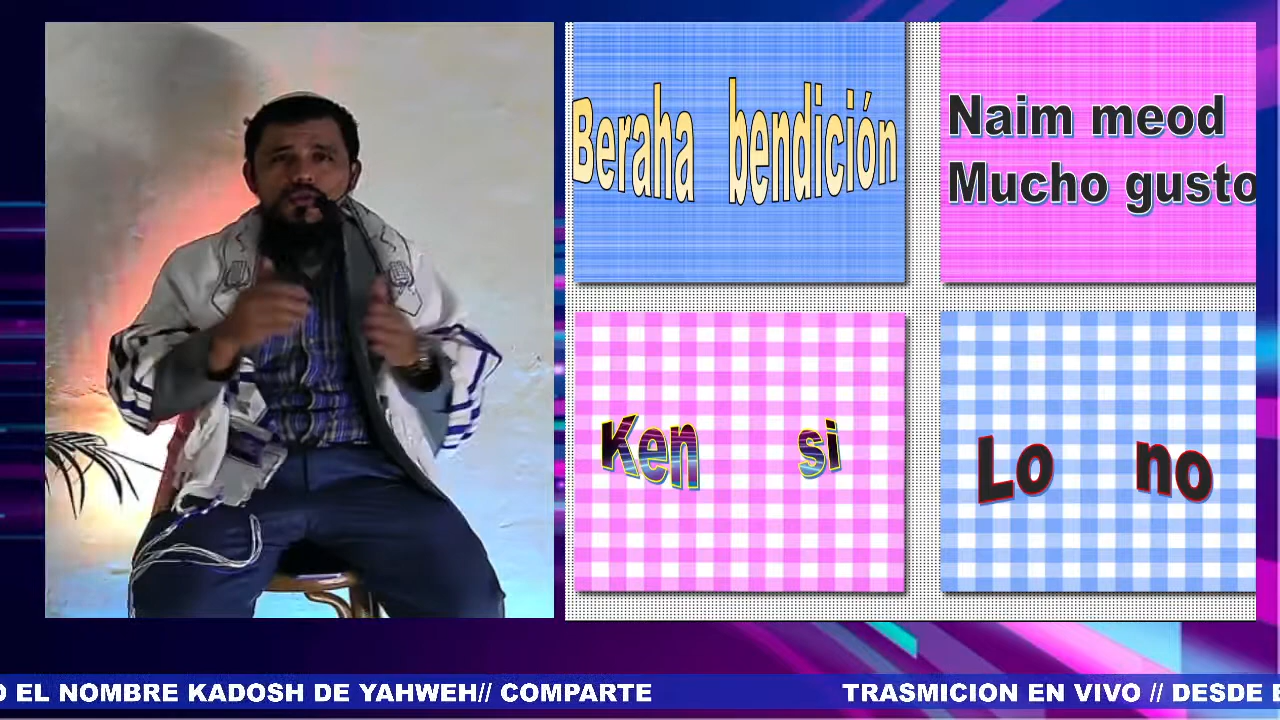 Beraha bendición
Naim meod
Mucho gusto
Ken si
Lo no
O EL NOMBRE KADOSH DE YAHWEH// COMPARTE TRASMICION EN VIVO // DESDE